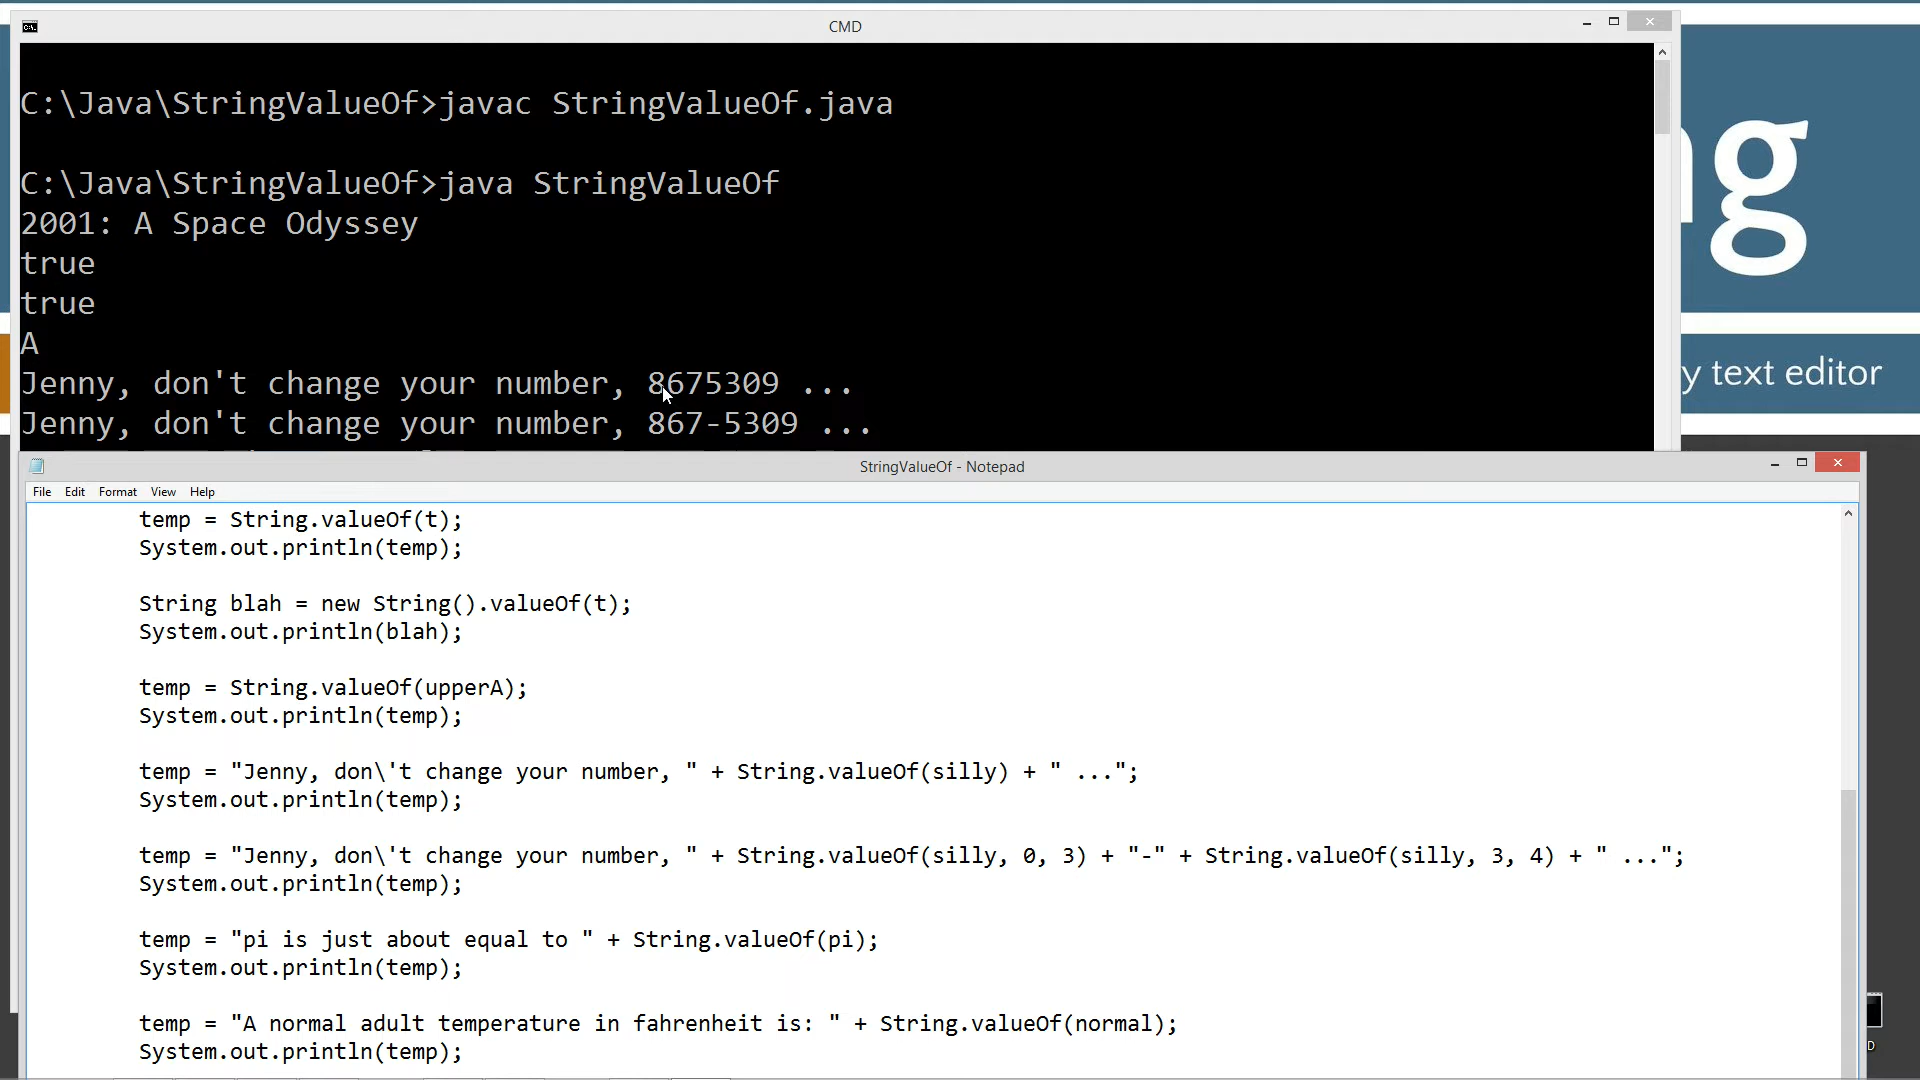 CMD
C:\Java\StringValueOf>javac StringValueOf.java
C:\Java\StringValueOf>java StringValueOf
2001: A Space Odyssey
true
true
A
Jenny, don't change your number, 8675309 ...
Jenny, don't change your number, 867-5309 ...
g
y text editor
StringValueOf - Notepad
File Edit Format View Help
temp = String.valueOf(t);
System.out.println(temp);
String blah = new String().valueOf(t);
System.out.println(blah);
temp = String.valueOf(upperA);
System.out.println(temp);
temp = "Jenny, don\'t change your number, " + String.valueOf(silly) + " ...";
System.out.println(temp);
temp = "Jenny, don\'t change your number, " + String.valueOf(silly, 0, 3) + "-" + String.valueOf(silly, 3, 4) + " ...";
System.out.println(temp);
temp = "pi is just about equal to " + String.valueOf(pi);
System.out.println(temp);
temp = "A normal adult temperature in fahrenheit is: " + String.valueOf(normal);
System.out.println(temp);
D